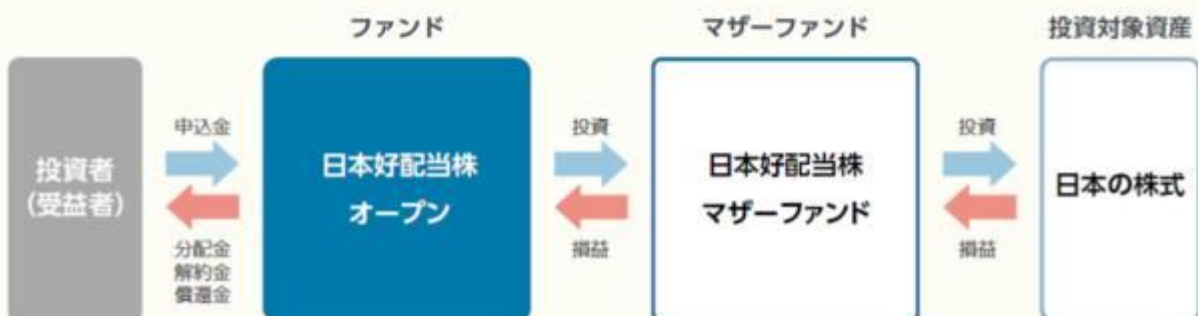 ファンド
マザーファンド
投資対象資産
投資者
(受益者)
申込金
分配金
解約金
償還金
日本好配当株
オープン
投資
損益
日本好配当株
マザーファンド
投資
損益
日本の株式